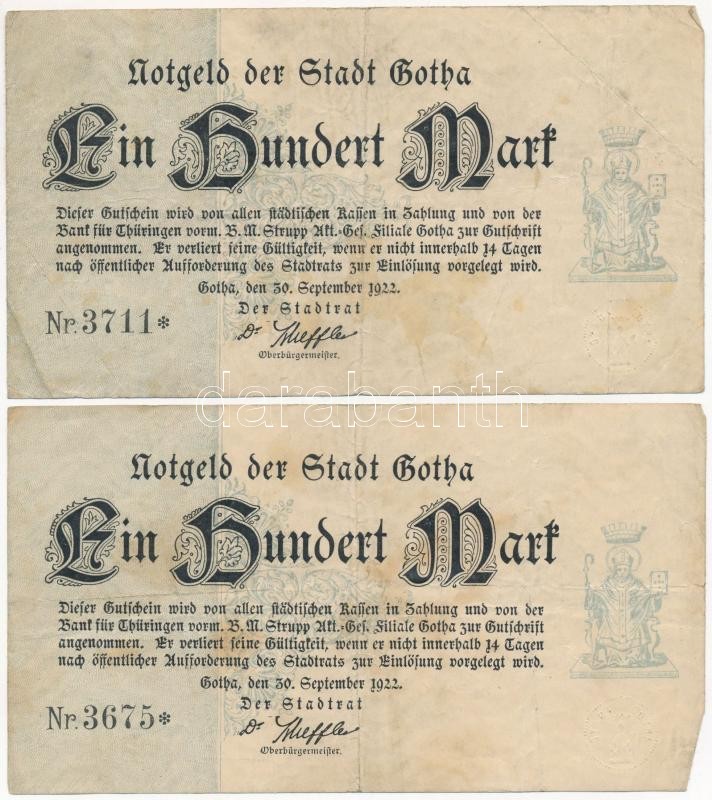 Notgeld der Stadt Gotha
Ein Hundert Mark
Dieser Gutschein wird von allen städtischen Kassen in Zahlung und von der
Bank für Thüringen vorm. B. M. Strupp Akt.-Ges. Filiale Gotha zur Gutschrift
angenommen. Er verliert seine Gültigkeit, wenn er nicht innerhalb 14 Tagen
nach öffentlicher Aufforderung des Stadtrats zur Einlösung vorgelegt wird.
Gotha, den 30. September 1922.
Der Stadtrat
Nr. 3711*
Dr. Scheffler
Oberbürgermeister.
darabanth
Notgeld der Stadt Gotha
Ein Hundert Mark
Dieser Gutschein wird von allen städtischen Kassen in Zahlung und von der
Bank für Thüringen vorm. B. M. Strupp Akt.-Ges. Filiale Gotha zur Gutschrift
angenommen. Er verliert seine Gültigkeit, wenn er nicht innerhalb 14 Tagen
nach öffentlicher Aufforderung des Stadtrats zur Einlösung vorgelegt wird.
Gotha, den 30. September 1922.
Der Stadtrat
Nr. 3675*
Dr. Scheffler
Oberbürgermeister.